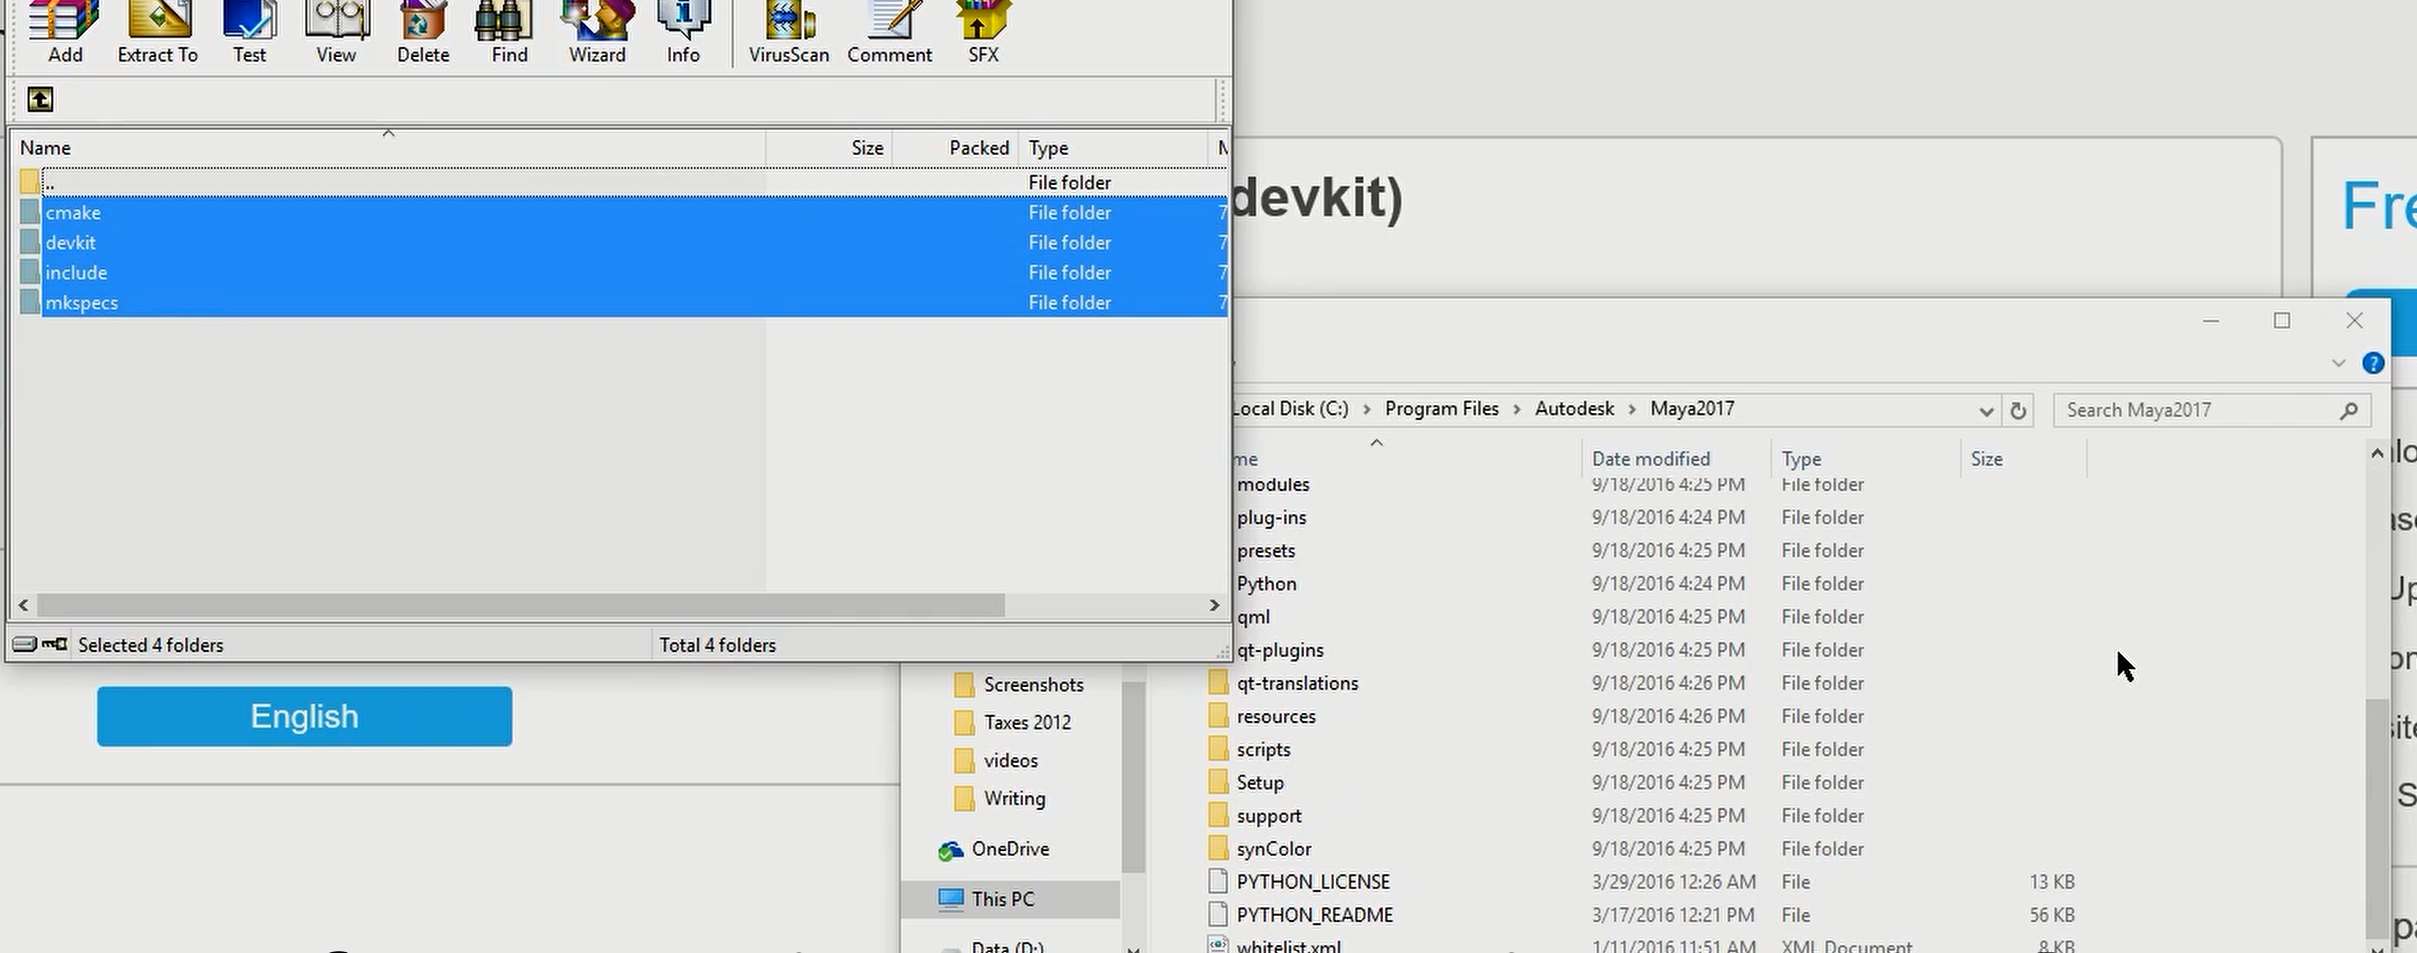 Add Extract To Test View Delete Find Wizard Info VirusScan Comment SFX
Name Size Packed Type
.. File folder
cmake File folder 7
devkit File folder 7
include File folder 7
mkspecs File folder 7
Selected 4 folders Total 4 folders
English
devkit)
Fre
Local Disk (C:) > Program Files > Autodesk > Maya2017
Search Maya2017
me Date modified Type Size
modules 9/18/2016 4:25 PM File folder
plug-ins 9/18/2016 4:24 PM File folder
presets 9/18/2016 4:25 PM File folder
Python 9/18/2016 4:24 PM File folder
qml 9/18/2016 4:25 PM File folder
qt-plugins 9/18/2016 4:25 PM File folder
qt-translations 9/18/2016 4:26 PM File folder
resources 9/18/2016 4:26 PM File folder
scripts 9/18/2016 4:25 PM File folder
Setup 9/18/2016 4:25 PM File folder
support 9/18/2016 4:25 PM File folder
synColor 9/18/2016 4:25 PM File folder
PYTHON_LICENSE 3/29/2016 12:26 AM File 13 KB
PYTHON_README 3/17/2016 12:21 PM File 56 KB
whitelist.xml 1/11/2016 11:51 AM XML Document 8 KB
Screenshots
Taxes 2012
videos
Writing
OneDrive
This PC
Data (D:)